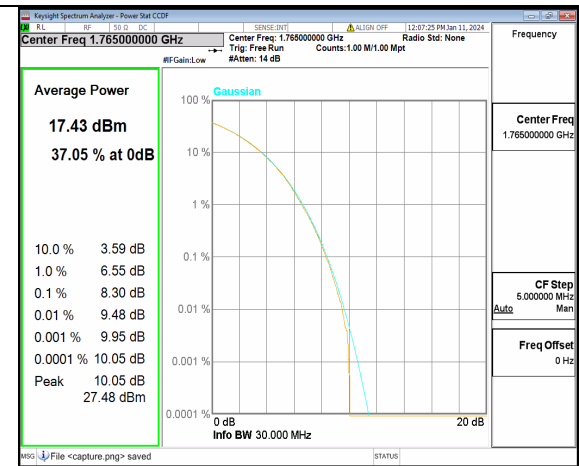 Keysight Spectrum Analyzer - Power Stat CCDF
RL RF 50 Ω DC SENSE:INT ALIGN OFF 12:07:25 PM Jan 11, 2024
Center Freq 1.765000000 GHz
Center Freq: 1.765000000 GHz Radio Std: None
Trig: Free Run Counts:1.00 M/1.00 Mpt
#IFGain:Low #Atten: 14 dB
Frequency
Average Power
17.43 dBm
37.05 % at 0dB
10.0 % 3.59 dB
1.0 % 6.55 dB
0.1 % 8.30 dB
0.01 % 9.48 dB
0.001 % 9.95 dB
0.0001 % 10.05 dB
Peak 10.05 dB
27.48 dBm
Gaussian
100 %
10 %
1 %
0.1 %
0.01 %
0.001 %
0.0001 %
0 dB 20 dB
Info BW 30.000 MHz
Center Freq
1.765000000 GHz
CF Step
5.000000 MHz
Auto Man
Freq Offset
0 Hz
MSG File <capture.png> saved STATUS